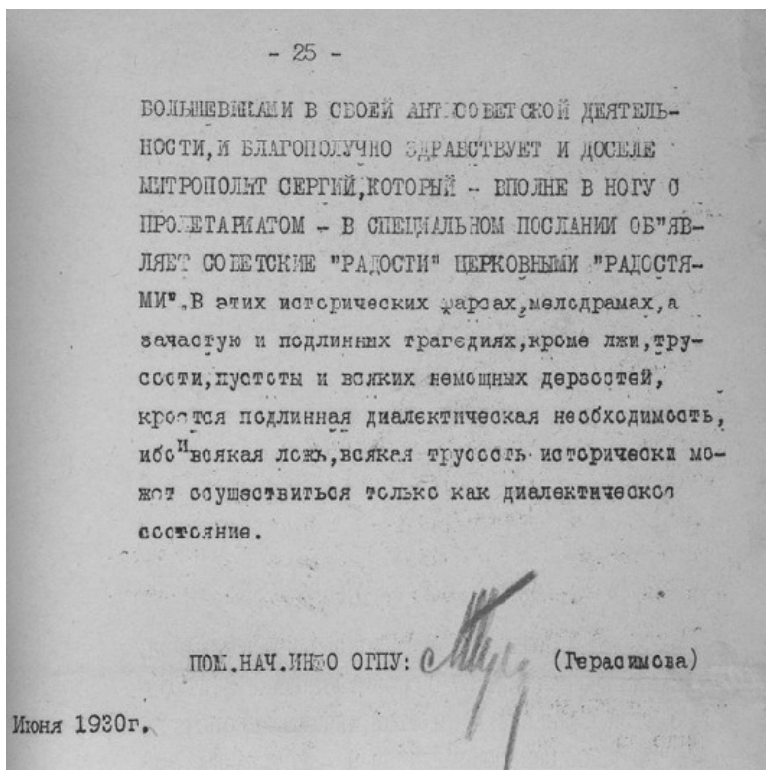 - 25 -
БОЛЬШЕВИКАМИ В СВОЕЙ АНТИСОВЕТСКОЙ ДЕЯТЕЛЬ-
НОСТИ,И БЛАГОПОЛУЧНО ЗДРАВСТВУЕТ И ДОСЕЛЕ
МИТРОПОЛИТ СЕРГИЙ,КОТОРЫЙ - ВПОЛНЕ В НОГУ С
ПРОЛЕТАРИАТОМ - В СПЕЦИАЛЬНОМ ПОСЛАНИИ ОБ"ЯВ-
ЛЯЕТ СОВЕТСКИЕ "РАДОСТИ" ЦЕРКОВНЫМИ "РАДОСТЯ-
МИ".В этих исторических фарсах,мелодрамах,а
зачастую и подлинных трагедиях,кроме лжи,тру-
сости,пустоты и всяких немощных дерзостей,
кроется подлинная диалектическая необходимость,
ибо и всякая ложь,всякая трусость исторически мо-
жет осуществиться только как диалектическое
состояние.
ПОМ.НАЧ.ИНФО ОГПУ: (Герасимова)
Июня 1930г.